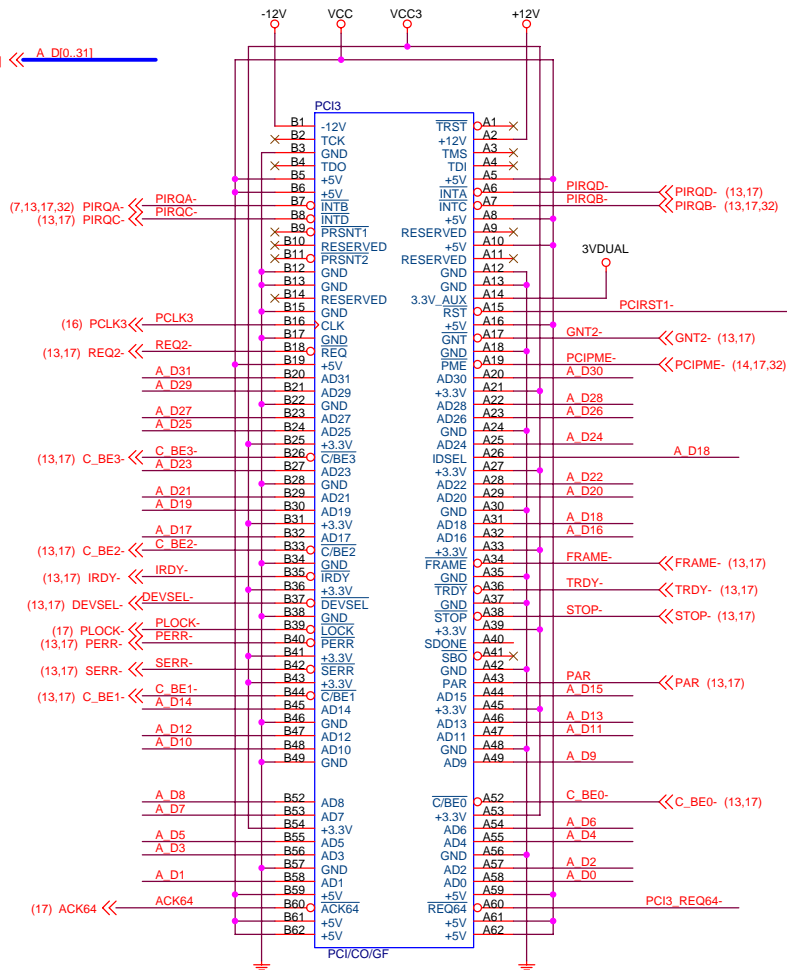 -12V VCC VCC3 +12V
A_D[0..31]
PCI3
B1 -12V TRST A1
B2 TCK +12V A2
B3 GND TMS A3
B4 TDO TDI A4
B5 +5V +5V A5
(7,13,17,32) PIRQA- PIRQA- B6 +5V INTA A6 PIRQD- PIRQD- (13,17)
(13,17) PIRQC- PIRQC- B7 INTB INTC A7 PIRQB- PIRQB- (13,17,32)
B8 INTD +5V A8
B9 PRSNT1 RESERVED A9
B10 RESERVED +5V A10
B11 PRSNT2 RESERVED A11
3VDUAL
B12 GND GND A12
B13 GND GND A13
B14 RESERVED 3.3V_AUX A14
B15 GND RST A15 PCIRST1-
(16) PCLK3 PCLK3 B16 CLK +5V A16
B17 GND GNT A17 GNT2- GNT2- (13,17)
(13,17) REQ2- REQ2- B18 REQ GND A18
B19 +5V PME A19 PCIPME- PCIPME- (14,17,32)
A_D31 B20 AD31 AD30 A20 A_D30
A_D29 B21 AD29 +3.3V A21
B22 GND AD28 A22 A_D28
A_D27 B23 AD27 AD26 A23 A_D26
A_D25 B24 AD25 GND A24
B25 +3.3V AD24 A25 A_D24
(13,17) C_BE3- C_BE3- B26 C/BE3 IDSEL A26 A_D18
A_D23 B27 AD23 +3.3V A27
B28 GND AD22 A28 A_D22
A_D21 B29 AD21 AD20 A29 A_D20
A_D19 B30 AD19 GND A30
B31 +3.3V AD18 A31 A_D18
A_D17 B32 AD17 AD16 A32 A_D16
(13,17) C_BE2- C_BE2- B33 C/BE2 +3.3V A33
B34 GND FRAME A34 FRAME- FRAME- (13,17)
(13,17) IRDY- IRDY- B35 IRDY GND A35
B36 +3.3V TRDY A36 TRDY- TRDY- (13,17)
(13,17) DEVSEL- DEVSEL- B37 DEVSEL GND A37
B38 GND STOP A38 STOP- STOP- (13,17)
(17) PLOCK- PLOCK- B39 LOCK +3.3V A39
(13,17) PERR- PERR- B40 PERR SDONE A40
B41 +3.3V SBO A41
(13,17) SERR- SERR- B42 SERR GND A42
B43 +3.3V PAR A43 PAR PAR (13,17)
(13,17) C_BE1- C_BE1- B44 C/BE1 AD15 A44 A_D15
A_D14 B45 AD14 +3.3V A45
B46 GND AD13 A46 A_D13
A_D12 B47 AD12 AD11 A47 A_D11
A_D10 B48 AD10 GND A48
B49 GND AD9 A49 A_D9
A_D8 B52 AD8 C/BE0 A52 C_BE0- C_BE0- (13,17)
A_D7 B53 AD7 +3.3V A53
B54 +3.3V AD6 A54 A_D6
A_D5 B55 AD5 AD4 A55 A_D4
A_D3 B56 AD3 GND A56
B57 GND AD2 A57 A_D2
A_D1 B58 AD1 AD0 A58 A_D0
B59 +5V +5V A59
(17) ACK64 ACK64 B60 ACK64 REQ64 A60 PCI3_REQ64-
B61 +5V +5V A61
B62 +5V +5V A62
PCI/CO/GF